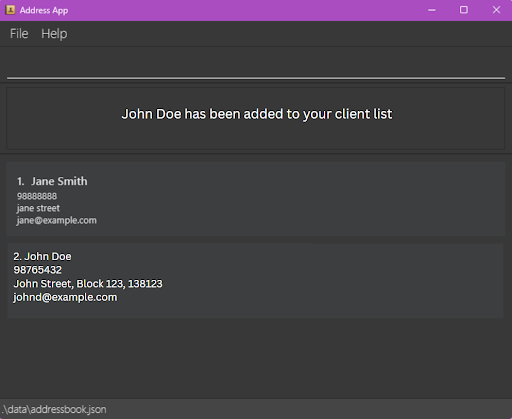 Address App
File Help
John Doe has been added to your client list
1. Jane Smith
98888888
jane street
jane@example.com
2. John Doe
98765432
John Street, Block 123, 138123
johnd@example.com
.\data\addressbook.json